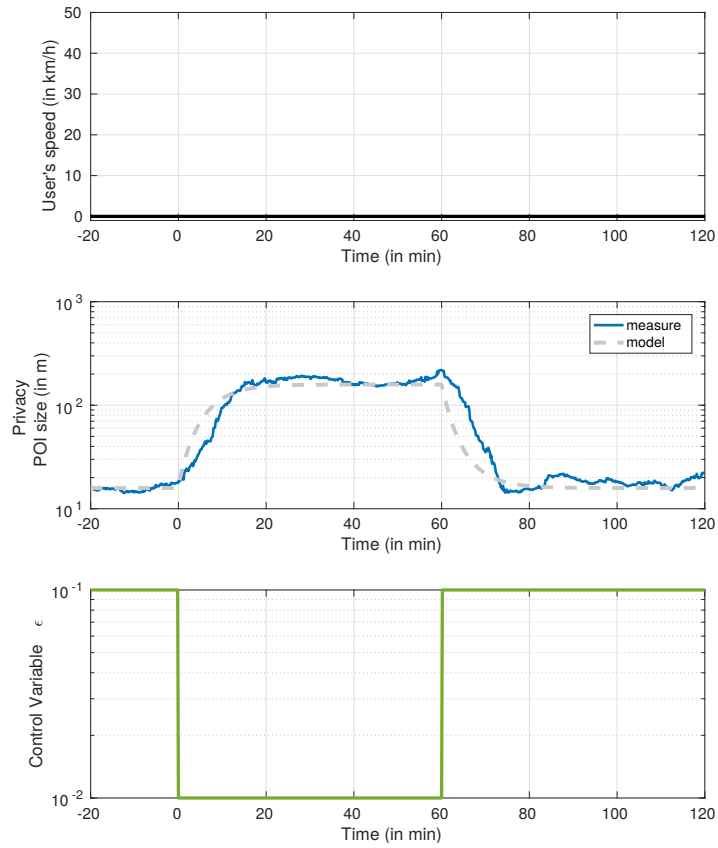 50
40
30
20
10
0
User's speed (in km/h)
-20 0 20 40 60 80 100 120
Time (in min)
10 3
10 2
10 1
Privacy
POI size (in m)
measure
model
-20 0 20 40 60 80 100 120
Time (in min)
10 -1
10 -2
Control Variable ϵ
-20 0 20 40 60 80 100 120
Time (in min)